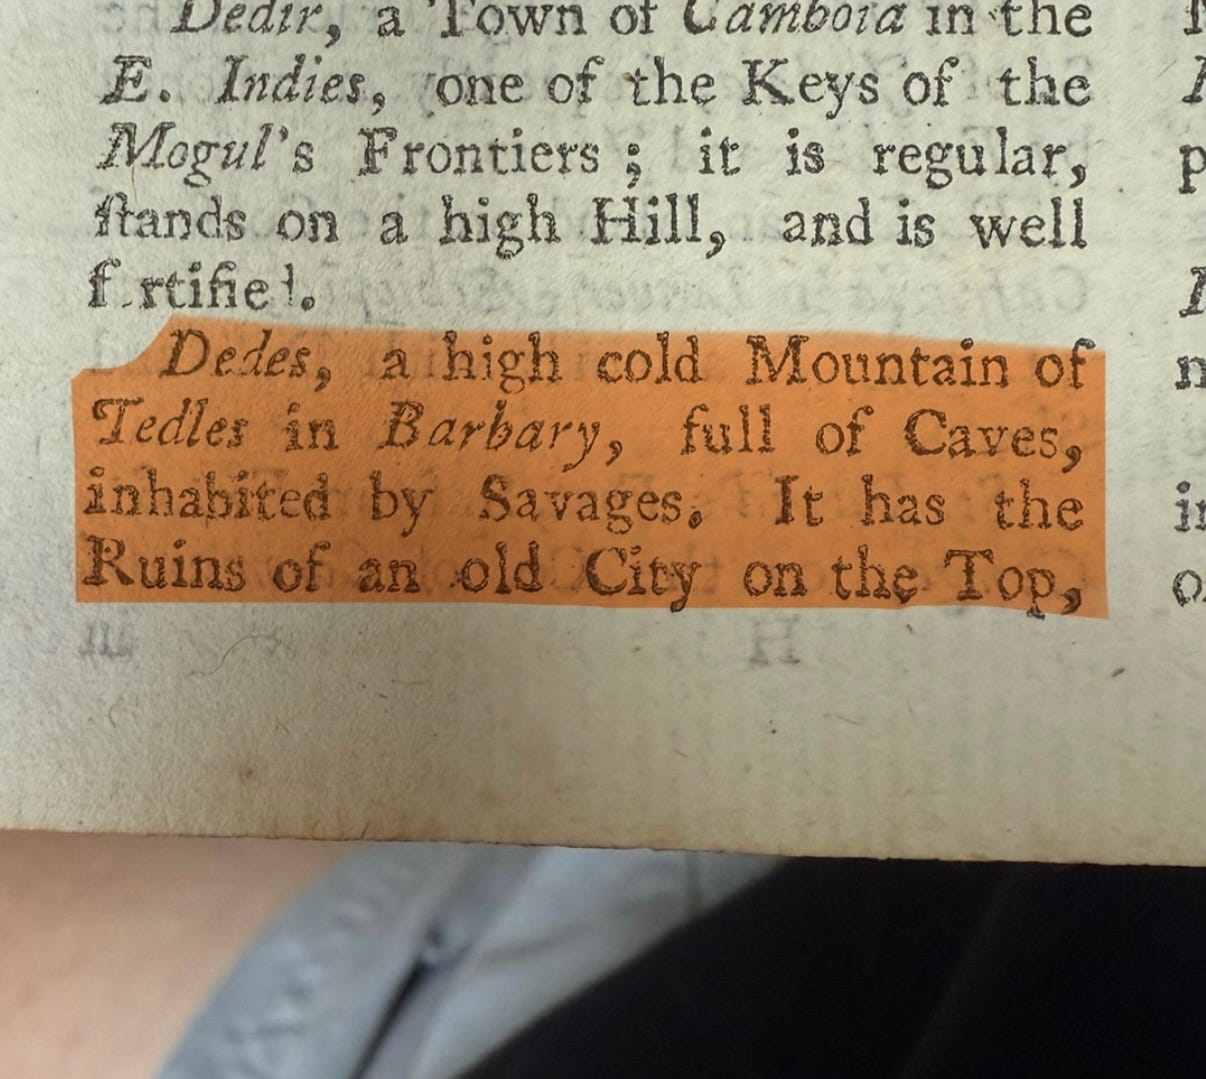 Dedir, a Town of Camboia in the
E. Indies, one of the Keys of the
Mogul's Frontiers ; it is regular,
ſtands on a high Hill, and is well
Dedes, a high cold Mountain of
Tedles in Barbary, full of Caves,
inhabited by Savages. It has the
Ruins of an old City on the Top,